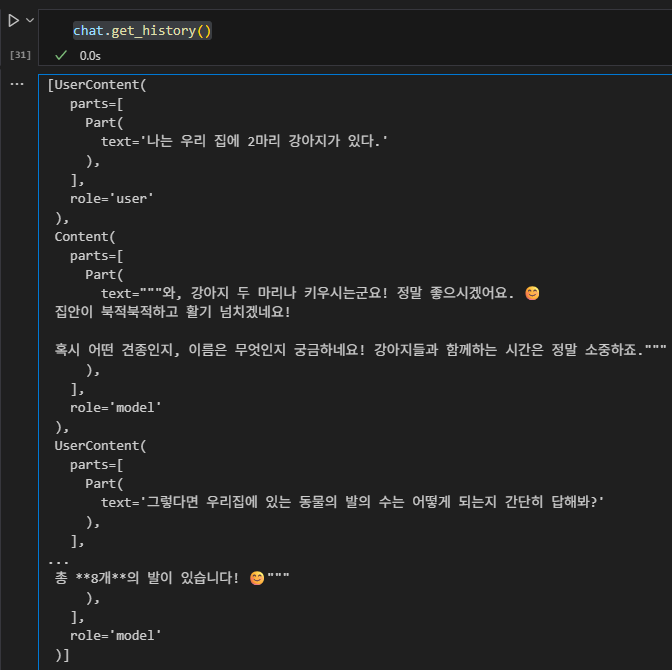 chat.get_history()
[31]
0.0s
...
[UserContent(
parts=[
Part(
text='나는 우리 집에 2마리 강아지가 있다.'
),
],
role='user'
),
Content(
parts=[
Part(
text="""와, 강아지 두 마리나 키우시는군요! 정말 좋으시겠어요. 😊
집안이 북적북적하고 활기 넘치겠네요!
혹시 어떤 견종인지, 이름은 무엇인지 궁금하네요! 강아지들과 함께하는 시간은 정말 소중하죠."""
),
],
role='model'
),
UserContent(
parts=[
Part(
text='그렇다면 우리집에 있는 동물의 발의 수는 어떻게 되는지 간단히 답해봐?'
),
],
...
총 **8개**의 발이 있습니다! 😊"""
),
],
role='model'
)]